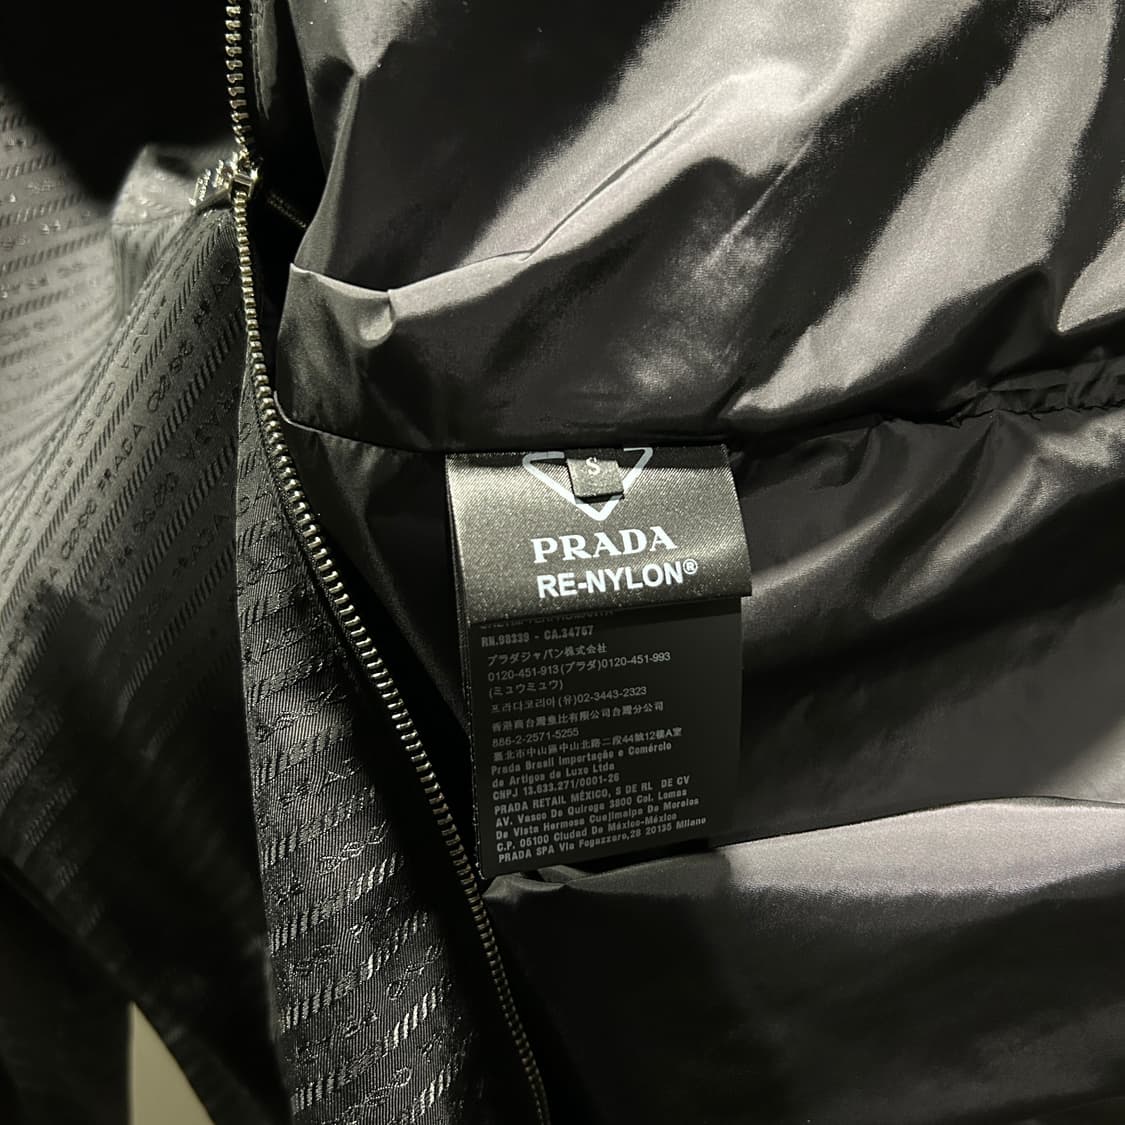 S
PRADA
RE-NYLON®
RN.98339 - CA.34767
プラダジャパン株式会社
0120-451-913(プラダ)0120-451-993
(ミュウミュウ)
프라다코리아 (유)02-3443-2323
香港商台灣普比有限公司台灣分公司
886-2-2571-5255
臺北市中山區中山北路二段44號12樓A室
Prada Brasil Importação e Comércio
de Artigos de Luxo Ltda
CNPJ 13.633.271/0001-26
PRADA RETAIL MÉXICO, S DE RL DE CV
AV. Vasco De Quiroga 3800 Col. Lomas
De Vista Hermosa Cuajimalpa De Morelos
C.P. 05100 Ciudad De México-México
PRADA SPA Via Fogazzaro,28 20135 Milano
PRADA